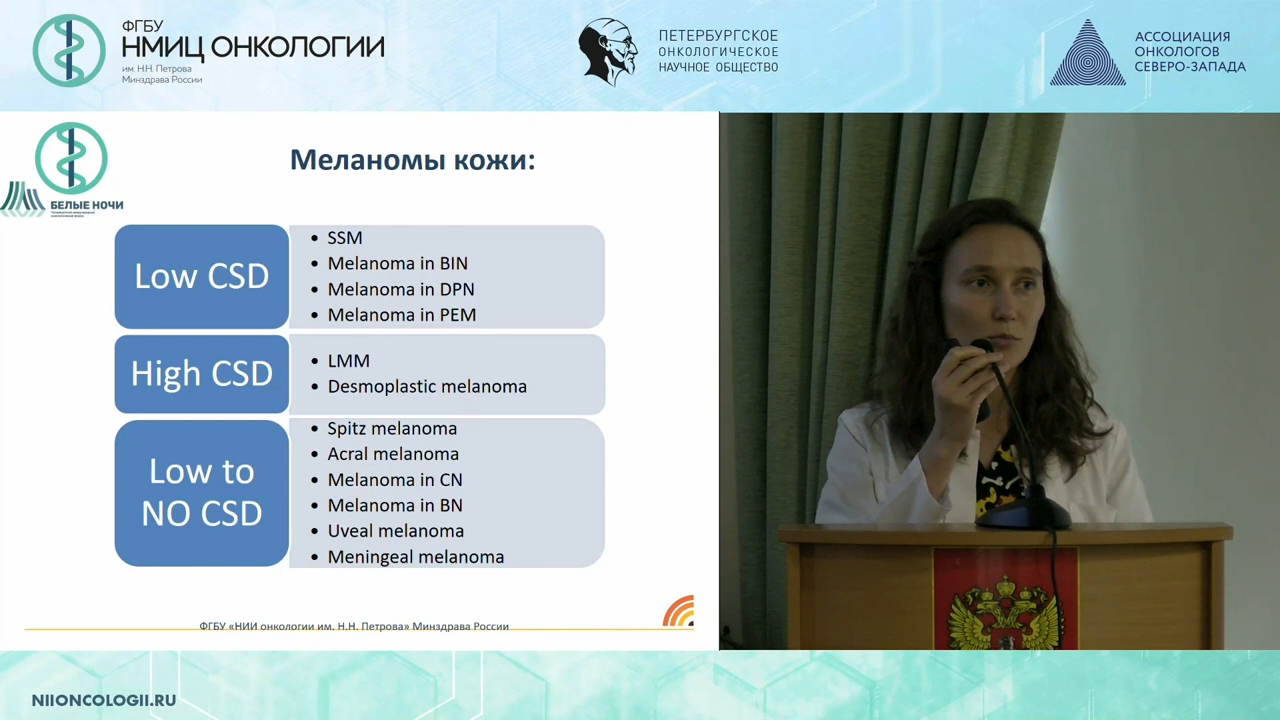 ФГБУ
НМИЦ ОНКОЛОГИИ
им. Н.Н. Петрова
Минздрава России
ПЕТЕРБУРГСКОЕ
ОНКОЛОГИЧЕСКОЕ
НАУЧНОЕ ОБЩЕСТВО
АССОЦИАЦИЯ
ОНКОЛОГОВ
СЕВЕРО-ЗАПАДА
БЕЛЫЕ НОЧИ
Меланомы кожи:
Low CSD
• SSM
• Melanoma in BIN
• Melanoma in DPN
• Melanoma in PEM
High CSD
• LMM
• Desmoplastic melanoma
Low to
NO CSD
• Spitz melanoma
• Acral melanoma
• Melanoma in CN
• Melanoma in BN
• Uveal melanoma
• Meningeal melanoma
ФГБУ «НИИ онкологии им. Н.Н. Петрова» Минздрава России
NIIONCOLOGII.RU